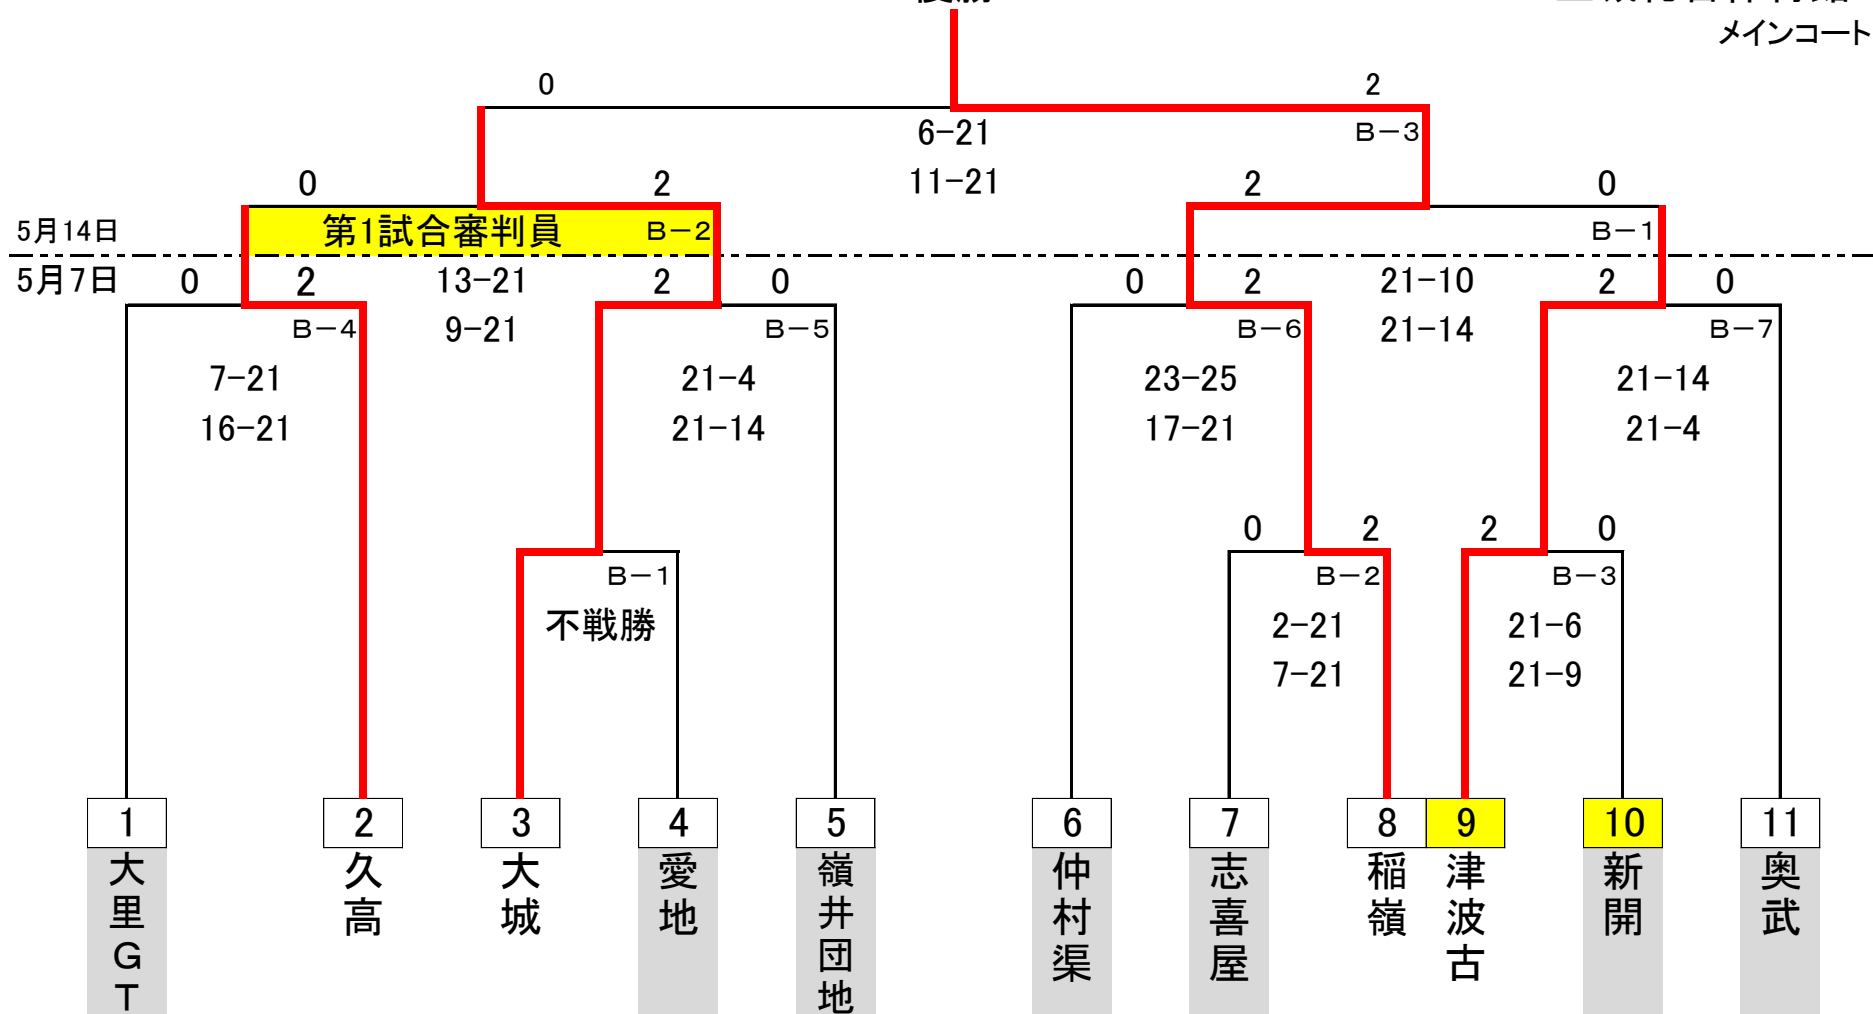 メインコート
0 2
6-21 B-3
11-21
0 2 2 0
5月14日 第1試合審判員 B-2 B-1
5月7日 0 2 13-21 2 0 0 2 21-10 2 0
B-4 9-21 B-5 B-6 21-14 B-7
7-21 21-4 23-25 21-14
16-21 21-14 17-21 21-4
0 2 2 0
B-1 B-2 B-3
不戦勝 2-21 21-6
7-21 21-9
1 2 3 4 5 6 7 8 9 10 11
大里GT
久高
大城
愛地
嶺井団地
仲村渠
志喜屋
稲嶺
津波古
新開
奥武